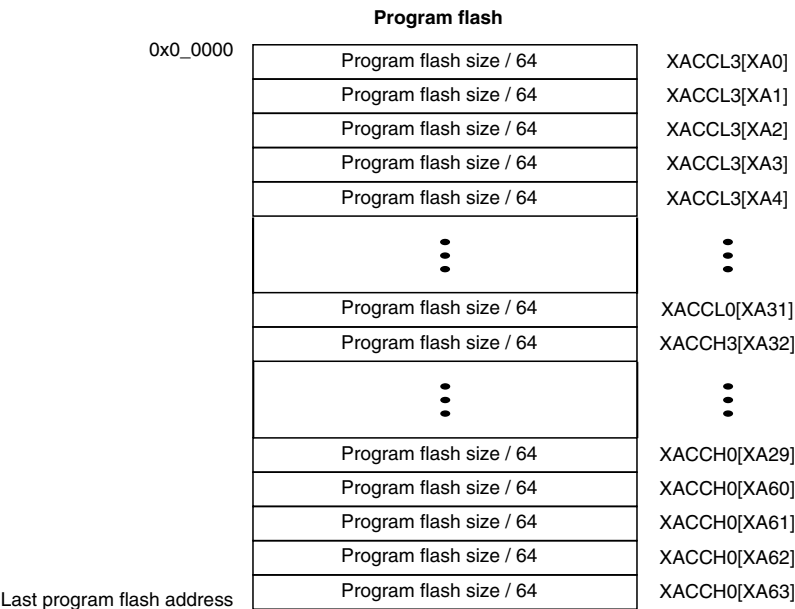 Program flash
0x0_0000
Program flash size / 64 XACCL3[XA0]
Program flash size / 64 XACCL3[XA1]
Program flash size / 64 XACCL3[XA2]
Program flash size / 64 XACCL3[XA3]
Program flash size / 64 XACCL3[XA4]
Program flash size / 64 XACCL0[XA31]
Program flash size / 64 XACCH3[XA32]
Program flash size / 64 XACCH0[XA29]
Program flash size / 64 XACCH0[XA60]
Program flash size / 64 XACCH0[XA61]
Program flash size / 64 XACCH0[XA62]
Program flash size / 64 XACCH0[XA63]
Last program flash address